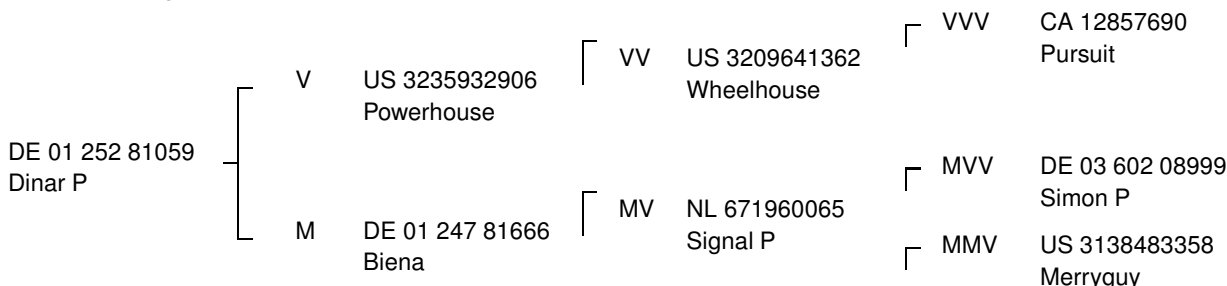 DE 01 252 81059
Dinar P
V US 3235932906
Powerhouse
M DE 01 247 81666
Biena
VV US 3209641362
Wheelhouse
MV NL 671960065
Signal P
VVV CA 12857690
Pursuit
MVV DE 03 602 08999
Simon P
MMV US 3138483358
Merryguy